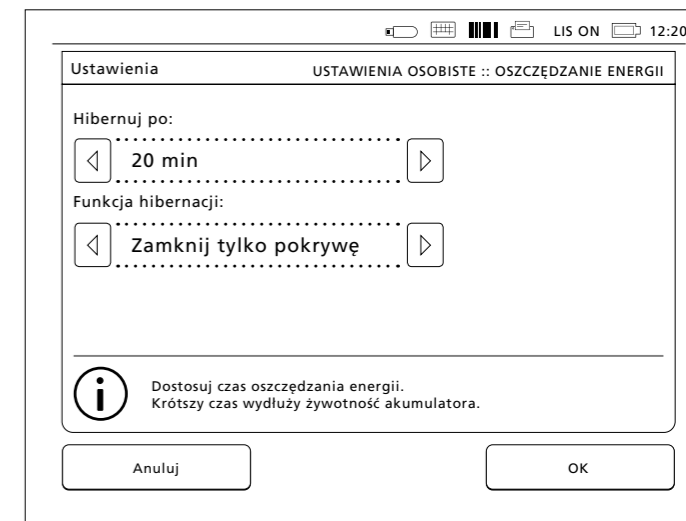 LIS ON 12:20
Ustawienia USTAWIENIA OSOBISTE :: OSZCZĘDZANIE ENERGII
Hibernuj po:
20 min
Funkcja hibernacji:
Zamknij tylko pokrywę
Dostosuj czas oszczędzania energii.
Krótszy czas wydłuży żywotność akumulatora.
Anuluj OK